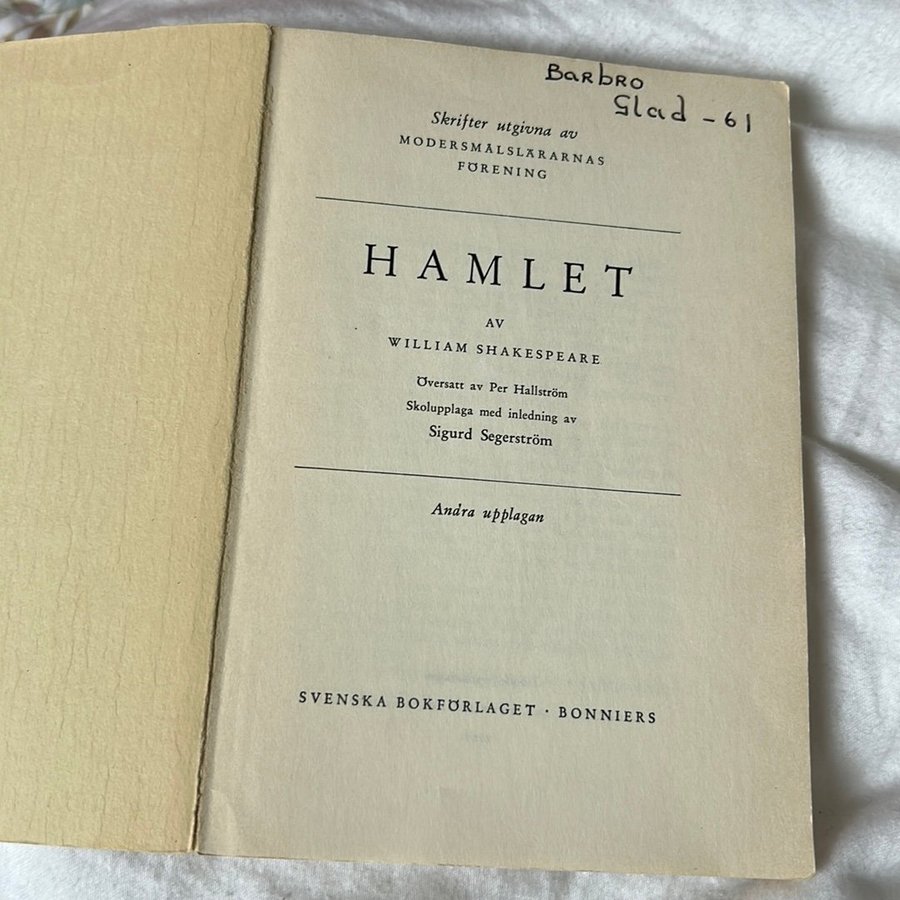 Barbro
Glad - 61
Skrifter utgivna av
MODERSMÅLSLÄRARNAS
FÖRENING
HAMLET
AV
WILLIAM SHAKESPEARE
Översatt av Per Hallström
Skolupplaga med inledning av
Sigurd Segerström
Andra upplagan
SVENSKA BOKFÖRLAGET · BONNIERS